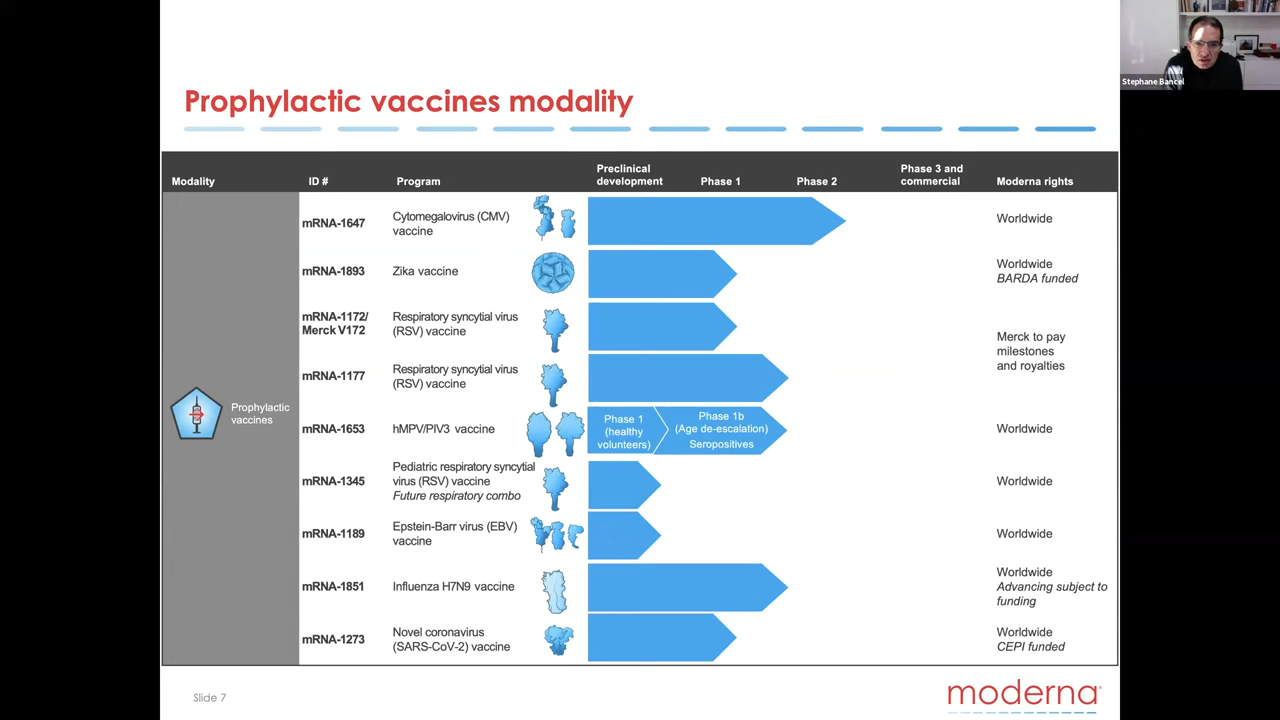 Prophylactic vaccines modality
Stephane Bancel
Modality
ID #
Program
Preclinical
development
Phase 1
Phase 2
Phase 3 and
commercial
Moderna rights
Prophylactic
vaccines
mRNA-1647
Cytomegalovirus (CMV)
vaccine
Worldwide
mRNA-1893
Zika vaccine
Worldwide
BARDA funded
mRNA-1172/
Merck V172
Respiratory syncytial virus
(RSV) vaccine
Merck to pay
milestones
and royalties
mRNA-1177
Respiratory syncytial virus
(RSV) vaccine
mRNA-1653
hMPV/PIV3 vaccine
Phase 1
(healthy
volunteers)
Phase 1b
(Age de-escalation)
Seropositives
Worldwide
mRNA-1345
Pediatric respiratory syncytial
virus (RSV) vaccine
Future respiratory combo
Worldwide
mRNA-1189
Epstein-Barr virus (EBV)
vaccine
Worldwide
mRNA-1851
Influenza H7N9 vaccine
Worldwide
Advancing subject to
funding
mRNA-1273
Novel coronavirus
(SARS-CoV-2) vaccine
Worldwide
CEPI funded
Slide 7
moderna